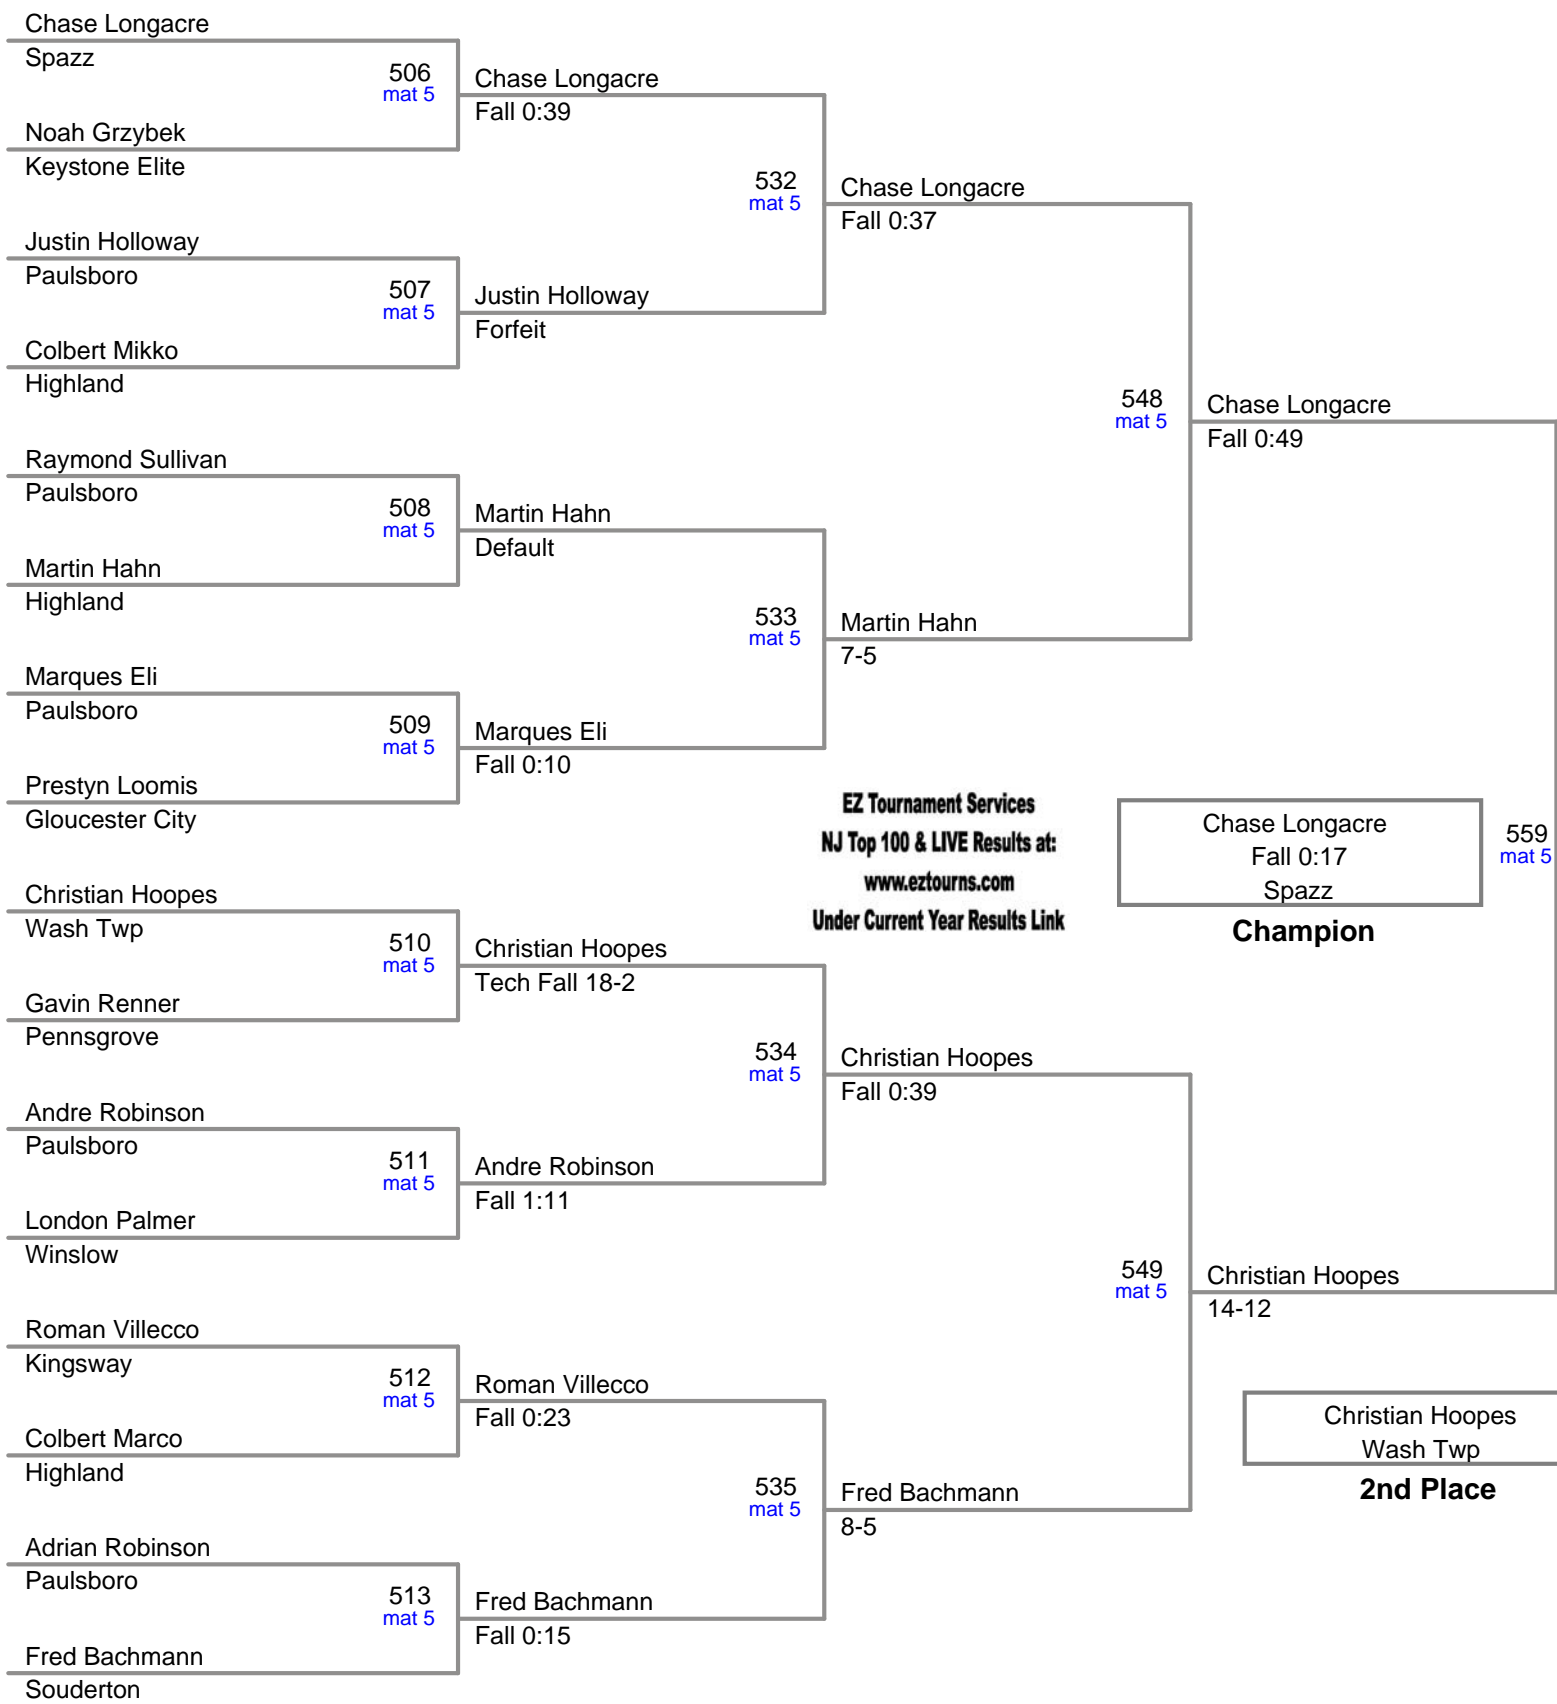 Chase Longacre
Spazz
506
mat 5
Chase Longacre
Fall 0:39
Noah Grzybek
Keystone Elite
532
mat 5
Chase Longacre
Fall 0:37
Justin Holloway
Paulsboro
507
mat 5
Justin Holloway
Forfeit
Colbert Mikko
Highland
548
mat 5
Chase Longacre
Fall 0:49
Raymond Sullivan
Paulsboro
508
mat 5
Martin Hahn
Default
Martin Hahn
Highland
533
mat 5
Martin Hahn
7-5
Marques Eli
Paulsboro
509
mat 5
Marques Eli
Fall 0:10
Prestyn Loomis
Gloucester City
EZ Tournament Services
NJ Top 100 & LIVE Results at:
www.eztourns.com
Under Current Year Results Link
Chase Longacre
Fall 0:17
Spazz
Champion
559
mat 5
Christian Hoopes
Wash Twp
510
mat 5
Christian Hoopes
Tech Fall 18-2
Gavin Renner
Pennsgrove
534
mat 5
Christian Hoopes
Fall 0:39
Andre Robinson
Paulsboro
511
mat 5
Andre Robinson
Fall 1:11
London Palmer
Winslow
549
mat 5
Christian Hoopes
14-12
Roman Villecco
Kingsway
512
mat 5
Roman Villecco
Fall 0:23
Colbert Marco
Highland
Christian Hoopes
Wash Twp
2nd Place
535
mat 5
Fred Bachmann
8-5
Adrian Robinson
Paulsboro
513
mat 5
Fred Bachmann
Fall 0:15
Fred Bachmann
Souderton